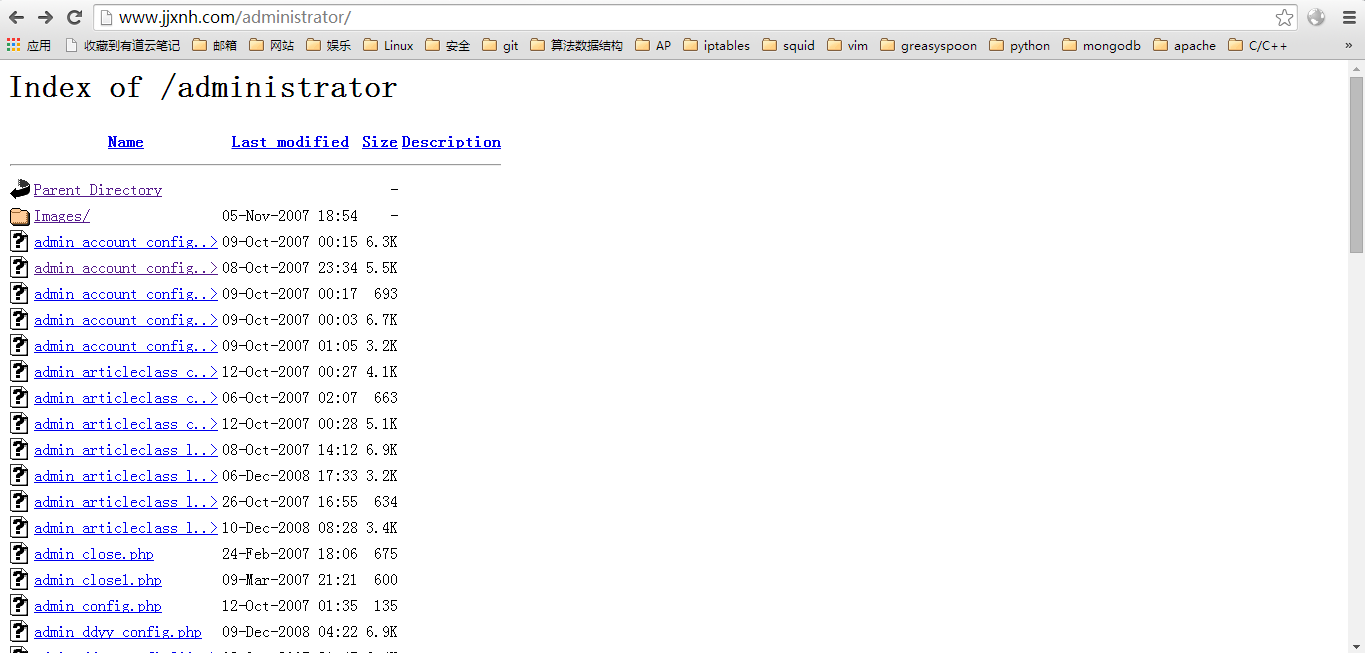 www.jjxnh.com/administrator/
应用 收藏到有道云笔记 邮箱 网站 娱乐 Linux 安全 git 算法数据结构 AP iptables squid vim greasyspoon python mongodb apache C/C++ »
Index of /administrator
Name Last modified Size Description
Parent Directory -
Images/ 05-Nov-2007 18:54 -
admin_account_config..> 09-Oct-2007 00:15 6.3K
admin_account_config..> 08-Oct-2007 23:34 5.5K
admin_account_config..> 09-Oct-2007 00:17 693
admin_account_config..> 09-Oct-2007 00:03 6.7K
admin_account_config..> 09-Oct-2007 01:05 3.2K
admin_articleclass_c..> 12-Oct-2007 00:27 4.1K
admin_articleclass_c..> 06-Oct-2007 02:07 663
admin_articleclass_c..> 12-Oct-2007 00:28 5.1K
admin_articleclass_l..> 08-Oct-2007 14:12 6.9K
admin_articleclass_l..> 06-Dec-2008 17:33 3.2K
admin_articleclass_l..> 26-Oct-2007 16:55 634
admin_articleclass_l..> 10-Dec-2008 08:28 3.4K
admin_close.php 24-Feb-2007 18:06 675
admin_close1.php 09-Mar-2007 21:21 600
admin_config.php 12-Oct-2007 01:35 135
admin_ddyy_config.php 09-Dec-2008 04:22 6.9K